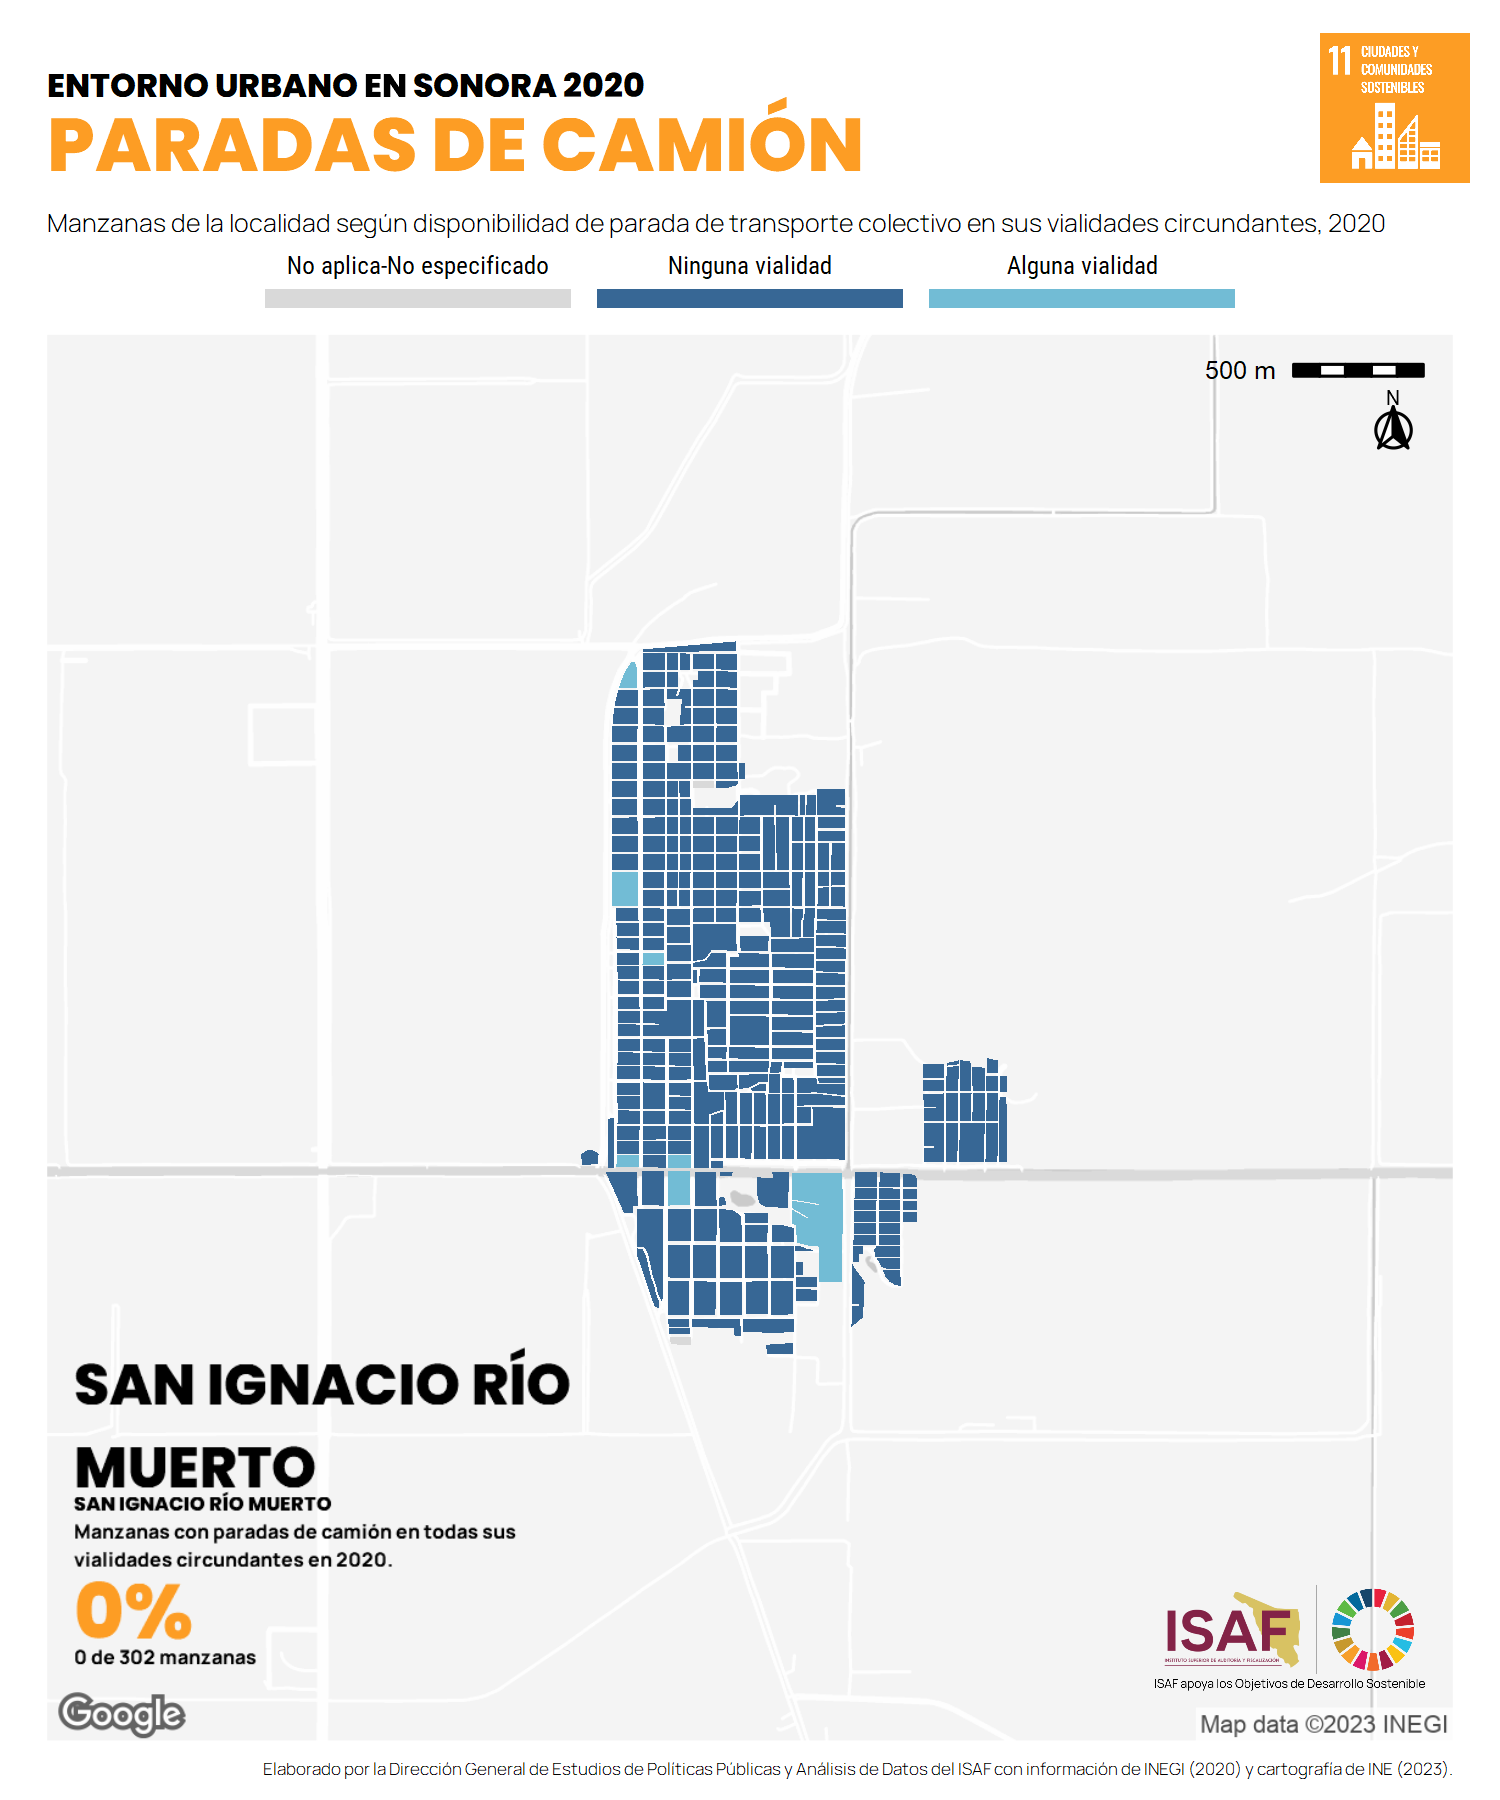 ENTORNO URBANO EN SONORA 2020
PARADAS DE CAMIÓN
11 CIUDADES Y
COMUNIDADES
SOSTENIBLES
Manzanas de la localidad según disponibilidad de parada de transporte colectivo en sus vialidades circundantes, 2020
No aplica-No especificado
Ninguna vialidad
Alguna vialidad
500 m
N
SAN IGNACIO RÍO
MUERTO
SAN IGNACIO RÍO MUERTO
Manzanas con paradas de camión en todas sus
vialidades circundantes en 2020.
0%
0 de 302 manzanas
ISAF
INSTITUTO SUPERIOR DE AUDITORÍA Y FISCALIZACIÓN
ISAF apoya los Objetivos de Desarrollo Sostenible
Google
Map data ©2023 INEGI
Elaborado por la Dirección General de Estudios de Políticas Públicas y Análisis de Datos del ISAF con información de INEGI (2020) y cartografía de INE (2023).